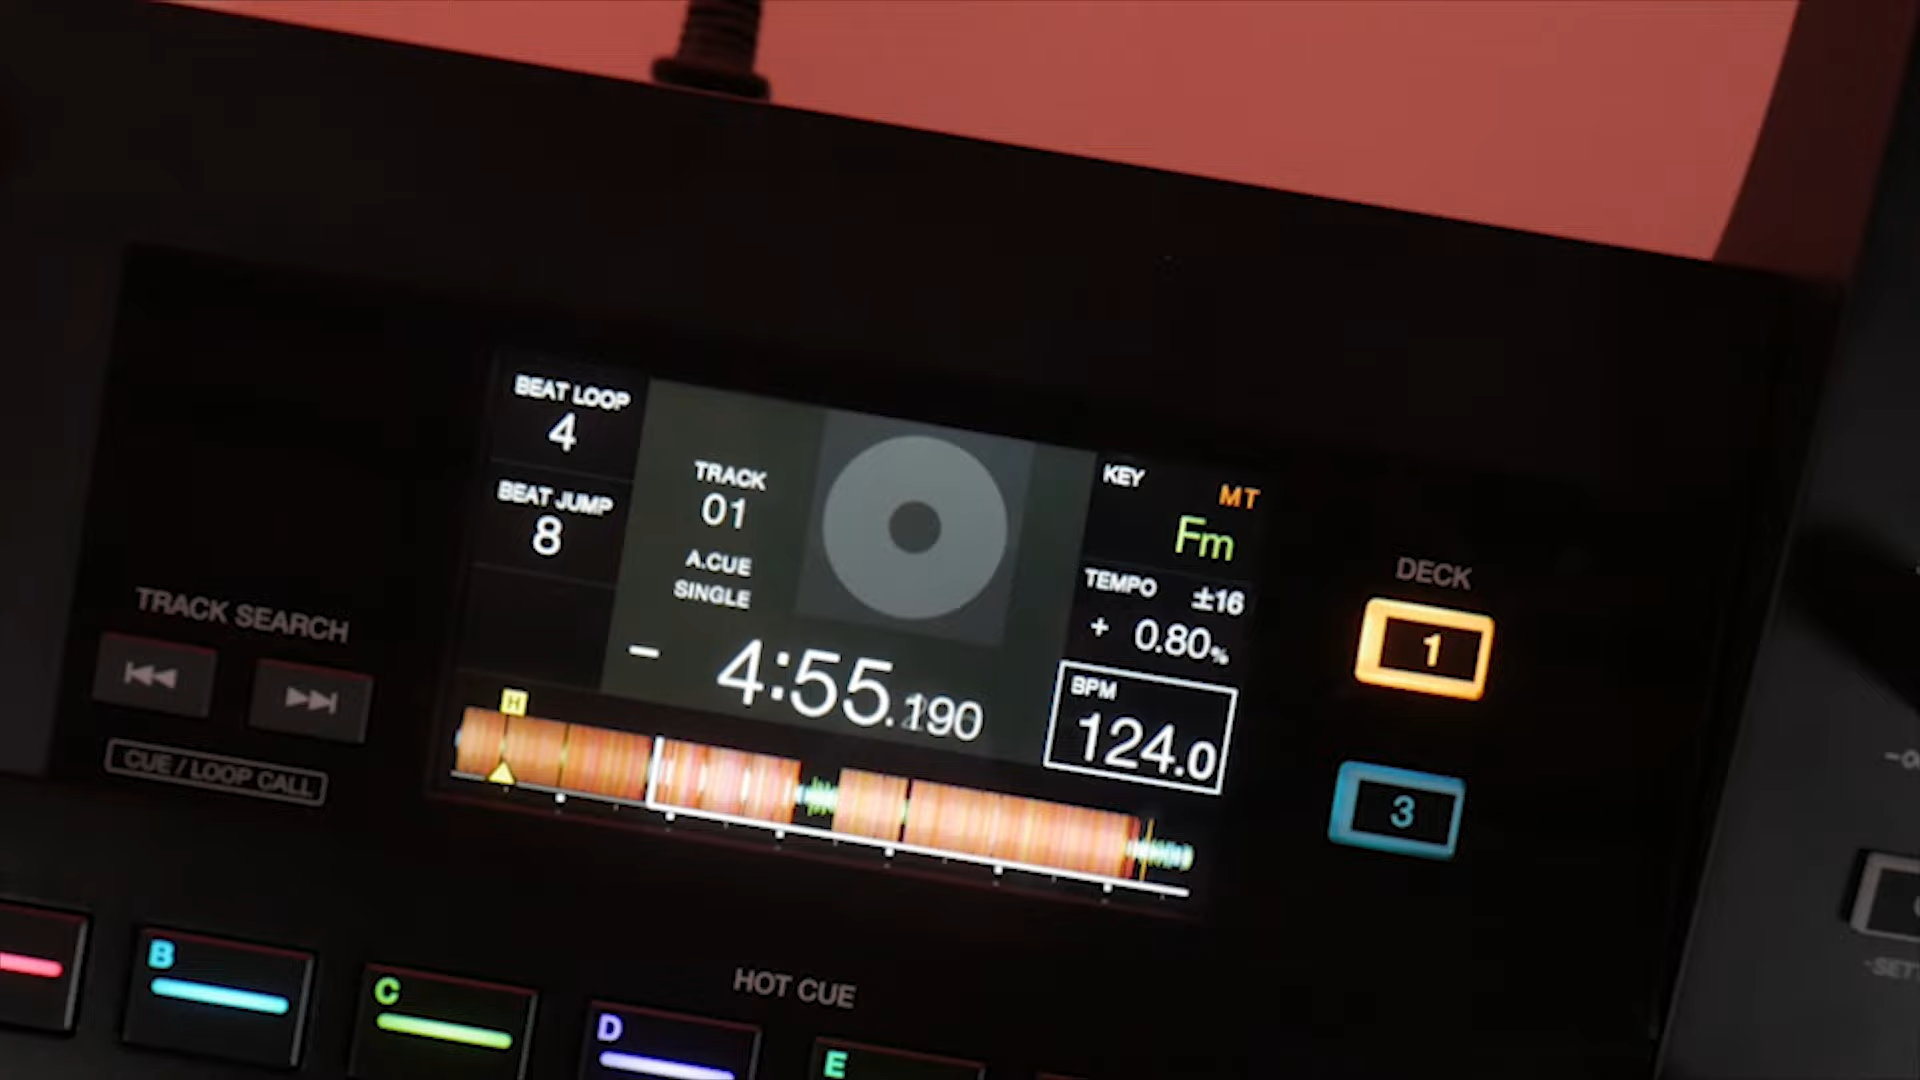 BEAT LOOP
4
BEAT JUMP
8
TRACK
01
A.CUE
SINGLE
- 4:55.190
KEY
MT
Fm
TEMPO ±16
+ 0.80%
BPM
124.0
H
DECK
1
3
TRACK SEARCH
CUE / LOOP CALL
HOT CUE
B
C
D
E